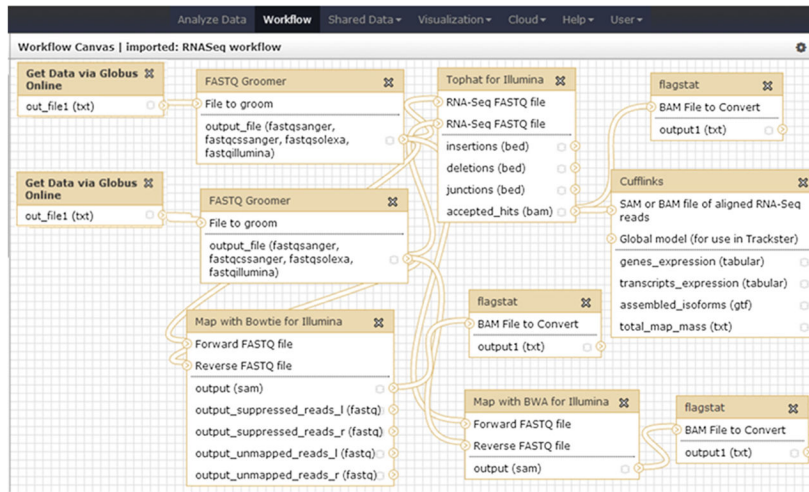 Analyze Data Workflow Shared Data Visualization Cloud Help User
Workflow Canvas | imported: RNASeq workflow
Get Data via Globus
Online
out_file1 (txt)
FASTQ Groomer
File to groom
output_file (fastqsanger,
fastqcssanger, fastqsolexa,
fastqillumina)
Tophat for Illumina
RNA-Seq FASTQ file
RNA-Seq FASTQ file
insertions (bed)
deletions (bed)
junctions (bed)
accepted_hits (bam)
flagstat
BAM File to Convert
output1 (txt)
Get Data via Globus
Online
out_file1 (txt)
FASTQ Groomer
File to groom
output_file (fastqsanger,
fastqcssanger, fastqsolexa,
fastqillumina)
Cufflinks
SAM or BAM file of aligned RNA-Seq
reads
Global model (for use in Trackster)
genes_expression (tabular)
transcripts_expression (tabular)
assembled_isoforms (gtf)
total_map_mass (txt)
Map with Bowtie for Illumina
Forward FASTQ file
Reverse FASTQ file
output (sam)
output_suppressed_reads_l (fastq)
output_suppressed_reads_r (fastq)
output_unmapped_reads_l (fastq)
output_unmapped_reads_r (fastq)
flagstat
BAM File to Convert
output1 (txt)
Map with BWA for Illumina
Forward FASTQ file
Reverse FASTQ file
output (sam)
flagstat
BAM File to Convert
output1 (txt)